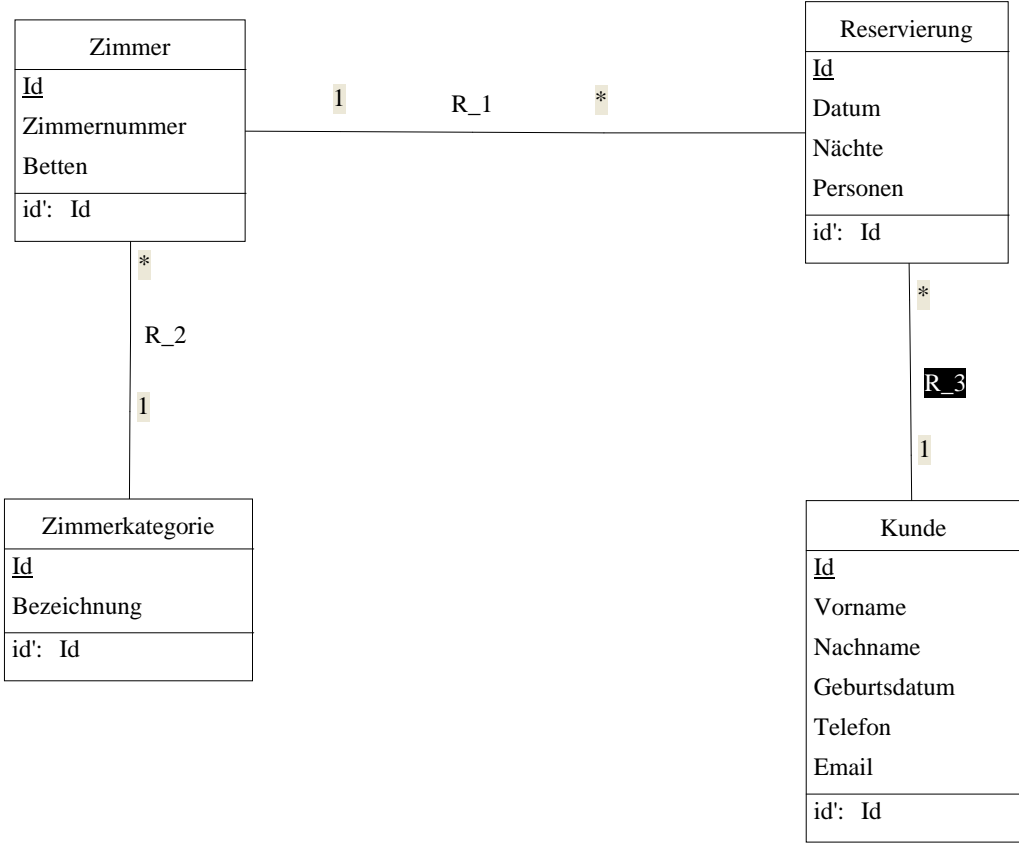 Zimmer
Id
Zimmernummer
Betten
id': Id
1 R_1 *
Reservierung
Id
Datum
Nächte
Personen
id': Id
*
R_2
1
*
R_3
1
Zimmerkategorie
Id
Bezeichnung
id': Id
Kunde
Id
Vorname
Nachname
Geburtsdatum
Telefon
Email
id': Id